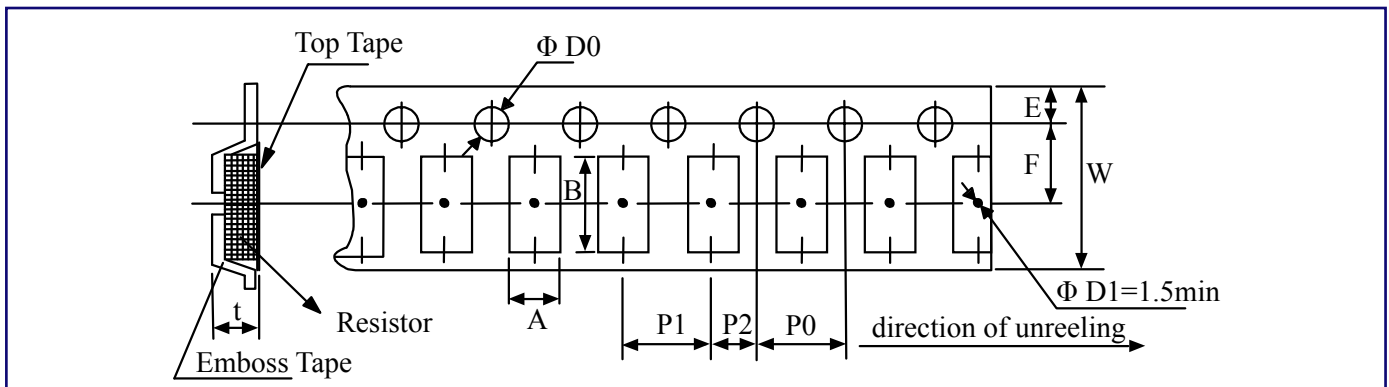 Top Tape
Φ D0
E
F
W
B
A
t
Resistor
Emboss Tape
P1
P2
P0
Φ D1=1.5min
direction of unreeling